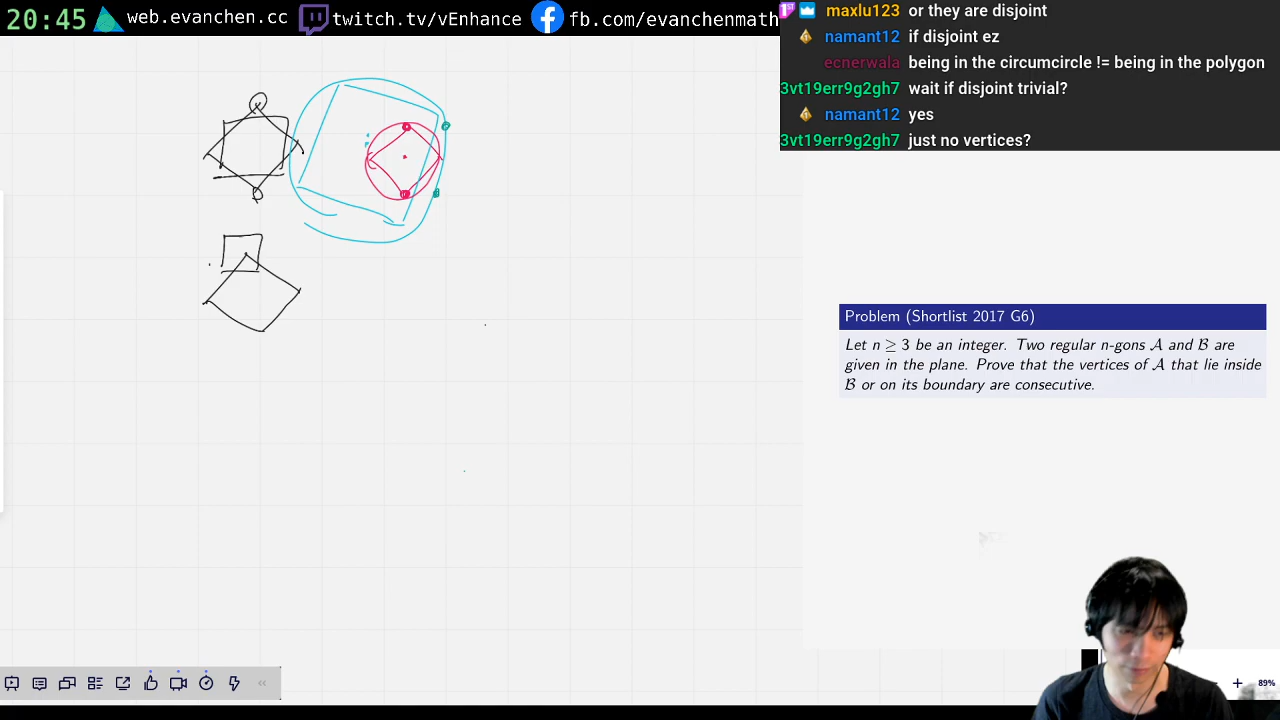 20:45 web.evanchen.cc twitch.tv/vEnhance fb.com/evanchenmath
maxlu123 or they are disjoint
namant12 if disjoint ez
ecnerwala being in the circumcircle != being in the polygon
3vt19err9g2gh7 wait if disjoint trivial?
namant12 yes
3vt19err9g2gh7 just no vertices?
Problem (Shortlist 2017 G6)
Let n ≥ 3 be an integer. Two regular n-gons 𝒜 and ℬ are
given in the plane. Prove that the vertices of 𝒜 that lie inside
ℬ or on its boundary are consecutive.
89%